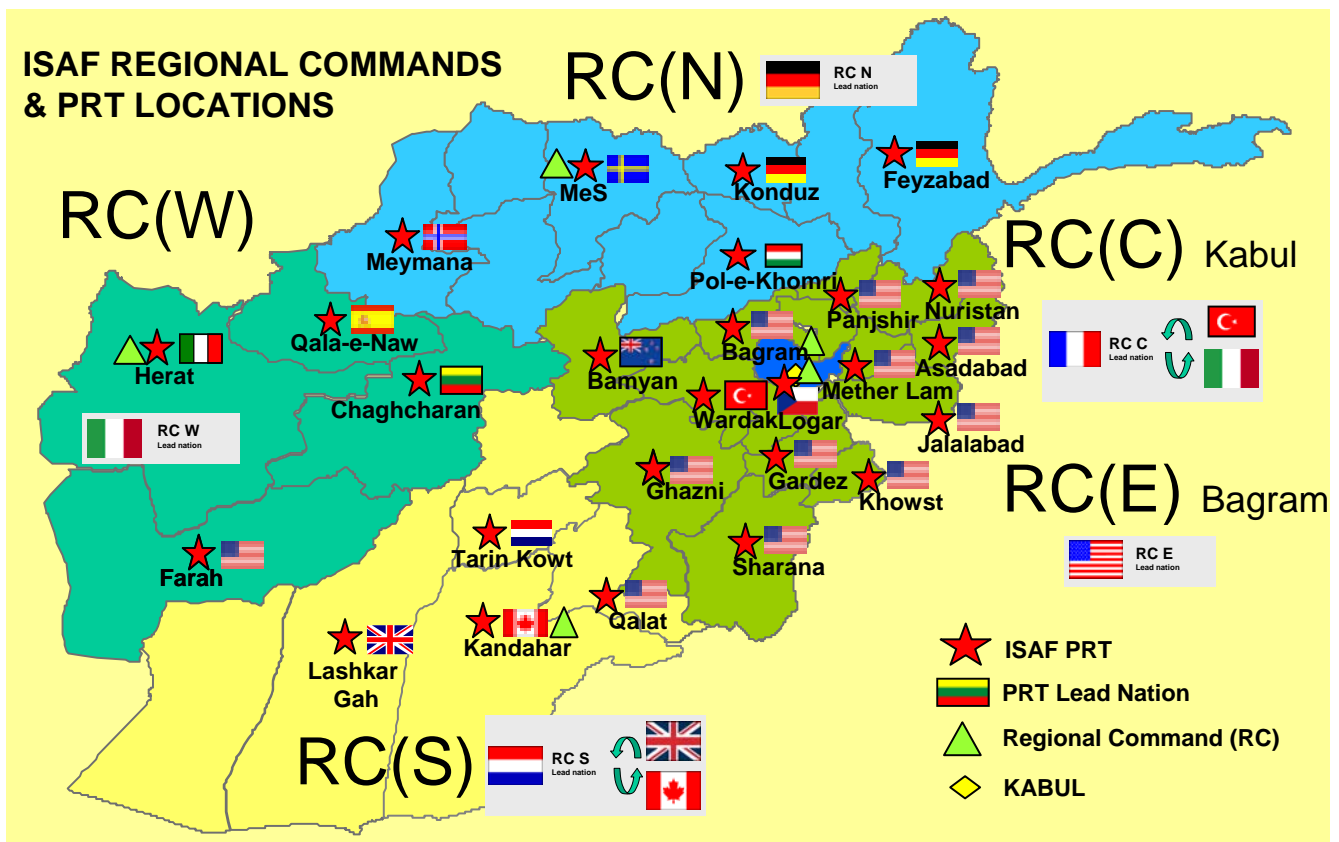 ISAF REGIONAL COMMANDS
& PRT LOCATIONS
RC(N)
RC N
Lead nation
RC(W)
MeS
Konduz
Feyzabad
Meymana
Pol-e-Khomri
RC(C) Kabul
RC C
Lead nation
Qala-e-Naw
Herat
Chaghcharan
RC W
Lead nation
Bamyan
Bagram
Panjshir
Nuristan
Asadabad
Mether Lam
Wardak
Logar
Jalalabad
Ghazni
Gardez
Khowst
RC(E) Bagram
RC E
Lead nation
Farah
Tarin Kowt
Sharana
Qalat
Kandahar
Lashkar
Gah
RC(S)
RC S
Lead nation
ISAF PRT
PRT Lead Nation
Regional Command (RC)
KABUL